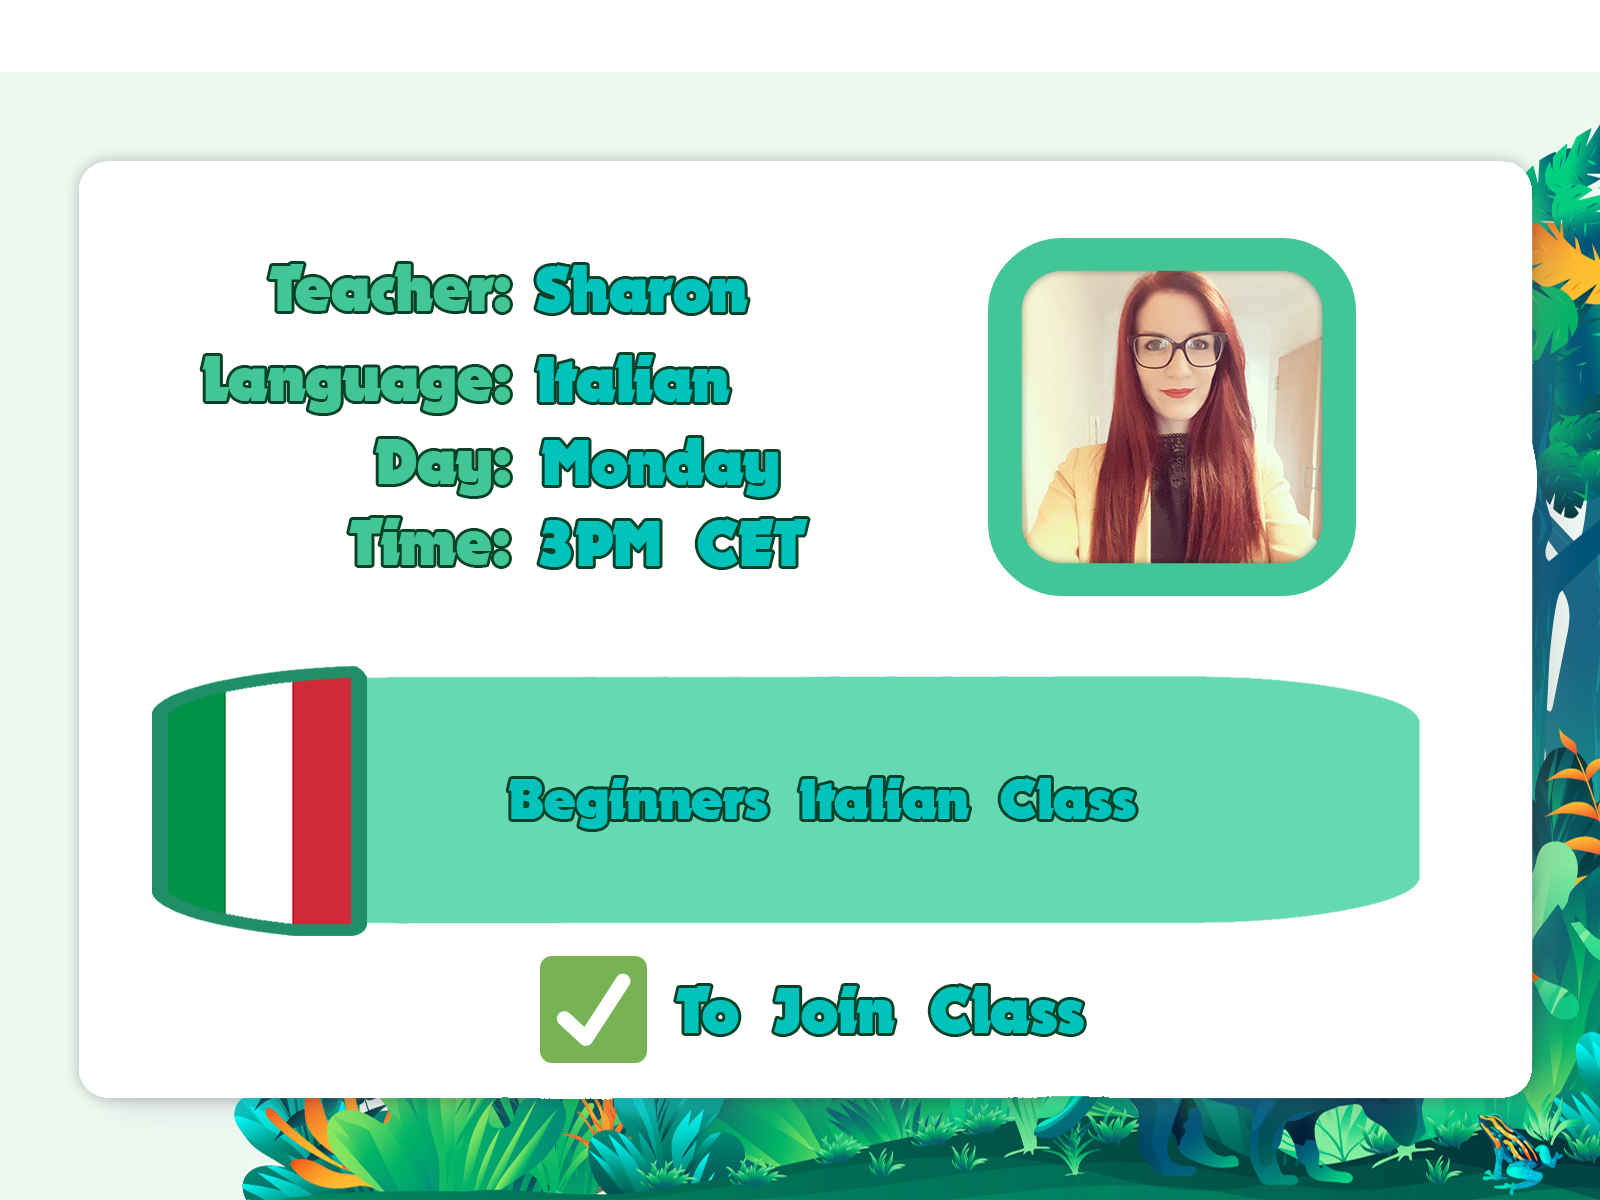 Teacher: Sharon
Language: Italian
Day: Monday
Time: 3PM CET
Beginners Italian Class
To Join Class